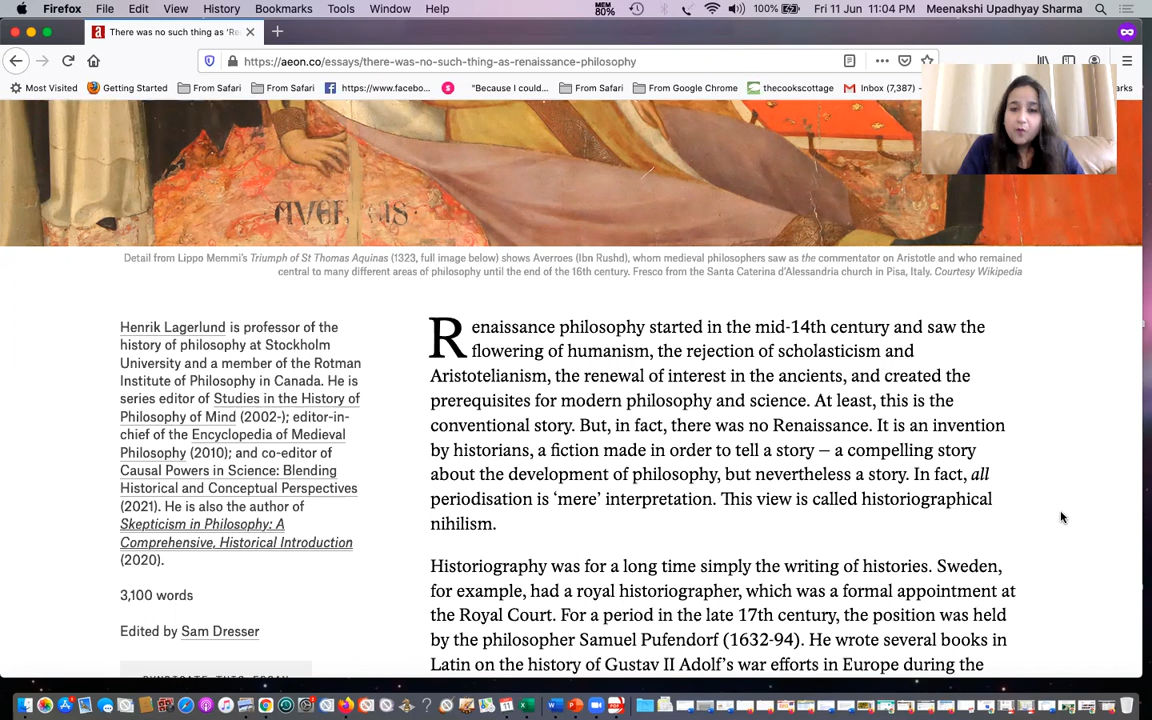 Firefox File Edit View History Bookmarks Tools Window Help MEM 80% 100% Fri 11 Jun 11:04 PM Meenakshi Upadhyay Sharma
There was no such thing as 'Re
https://aeon.co/essays/there-was-no-such-thing-as-renaissance-philosophy
Most Visited Getting Started From Safari From Safari https://www.facebo... "Because I could... From Safari From Google Chrome thecookscottage Inbox (7,387) - arks
Detail from Lippo Memmi's Triumph of St Thomas Aquinas (1323, full image below) shows Averroes (Ibn Rushd), whom medieval philosophers saw as the commentator on Aristotle and who remained
central to many different areas of philosophy until the end of the 16th century. Fresco from the Santa Caterina d'Alessandria church in Pisa, Italy. Courtesy Wikipedia
Henrik Lagerlund is professor of the
history of philosophy at Stockholm
University and a member of the Rotman
Institute of Philosophy in Canada. He is
series editor of Studies in the History of
Philosophy of Mind (2002-); editor-in-
chief of the Encyclopedia of Medieval
Philosophy (2010); and co-editor of
Causal Powers in Science: Blending
Historical and Conceptual Perspectives
(2021). He is also the author of
Skepticism in Philosophy: A
Comprehensive, Historical Introduction
(2020).
3,100 words
Edited by Sam Dresser
SYNDICATE THIS ESSAY
Renaissance philosophy started in the mid-14th century and saw the
flowering of humanism, the rejection of scholasticism and
Aristotelianism, the renewal of interest in the ancients, and created the
prerequisites for modern philosophy and science. At least, this is the
conventional story. But, in fact, there was no Renaissance. It is an invention
by historians, a fiction made in order to tell a story – a compelling story
about the development of philosophy, but nevertheless a story. In fact, all
periodisation is 'mere' interpretation. This view is called historiographical
nihilism.
Historiography was for a long time simply the writing of histories. Sweden,
for example, had a royal historiographer, which was a formal appointment at
the Royal Court. For a period in the late 17th century, the position was held
by the philosopher Samuel Pufendorf (1632-94). He wrote several books in
Latin on the history of Gustav II Adolf's war efforts in Europe during the